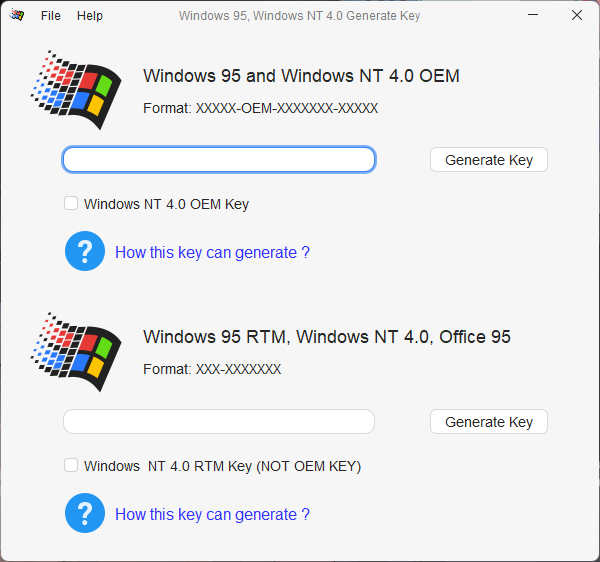 File Help Windows 95, Windows NT 4.0 Generate Key
Windows 95 and Windows NT 4.0 OEM
Format: XXXXX-OEM-XXXXXXX-XXXXX
Generate Key
Windows NT 4.0 OEM Key
? How this key can generate ?
Windows 95 RTM, Windows NT 4.0, Office 95
Format: XXX-XXXXXXX
Generate Key
Windows  NT 4.0 RTM Key (NOT OEM KEY)
? How this key can generate ?